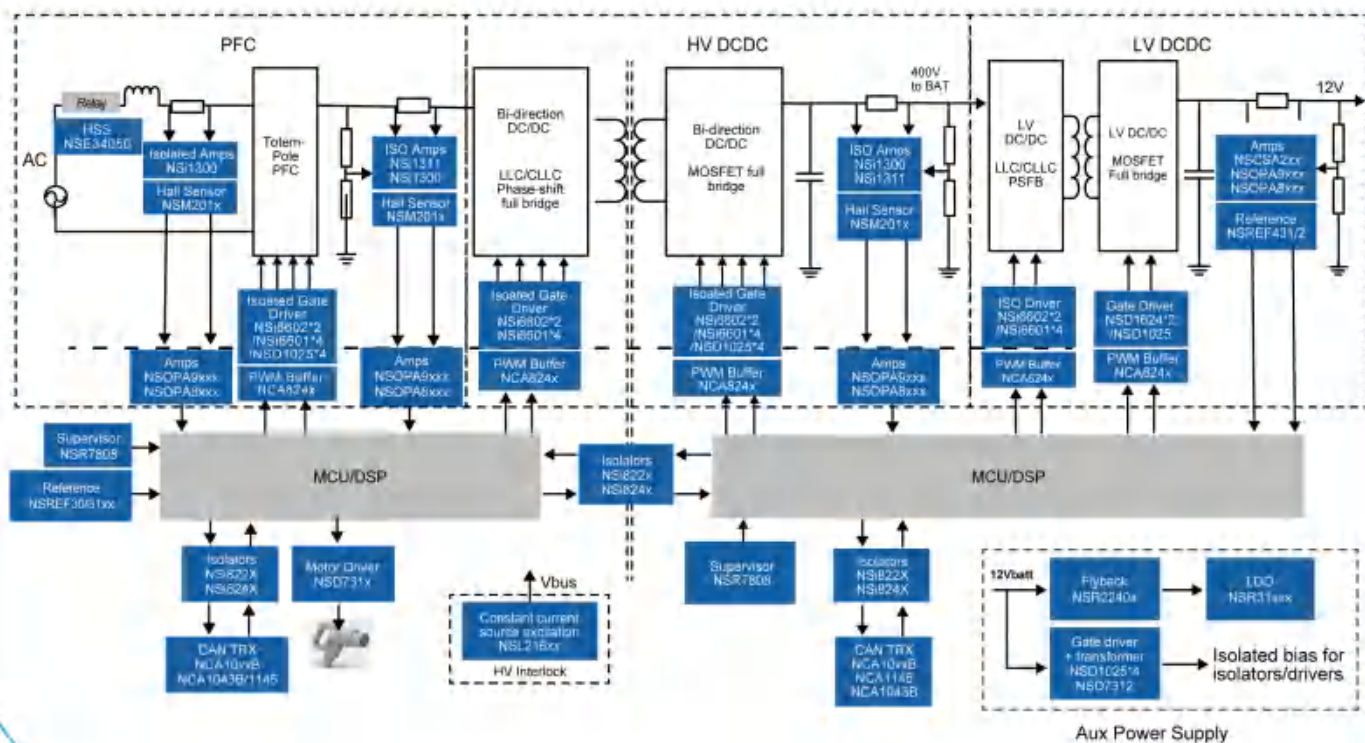 PFC
HV DCDC
LV DCDC
AC
Relay
HSS
NSE34050
Isolated Amps
NSi1300
Hall Sensor
NSM201x
Totem-
Pole
PFC
ISO Amps
NSi1311
NSi1300
Hall Sensor
NSM201x
Bi-direction
DC/DC
LLC/CLLC
Phase-shift
full bridge
Bi-direction
DC/DC
MOSFET full
bridge
400V
to BAT
ISO Amps
NSi1300
NSi1311
Hall Sensor
NSM201x
LV
DC/DC
LLC/CLLC
PSFB
LV DC/DC
MOSFET
Full bridge
12V
Amps
NSCSA2xx
NSOPA9xxx
NSOPA8xxx
Reference
NSREF431/2
Isoated Gate
Driver
NSi6602*2
/NSi6601*4
/NSD1025*4
PWM Buffer
NCA824x
Amps
NSOPA9xxx
NSOPA8xxx
Amps
NSOPA9xxx
NSOPA8xxx
Isoated Gate
Driver
NSi6602*2
NSi6601*4
PWM Buffer
NCA824x
Isoated Gate
Driver
NSi6602*2
/NSi6601*4
/NSD1025*4
PWM Buffer
NCA824x
Amps
NSOPA9xxx
NSOPA8xxx
ISO Driver
NSi6602*2
/NSi6601*4
PWM Buffer
NCA824x
Gate Driver
NSD1624*2
/NSD1025
PWM Buffer
NCA824x
Supervisor
NSR7808
Reference
NSREF30/31xx
MCU/DSP
Isolators
NSi822x
NSi824x
MCU/DSP
Isolators
NSi822X
NSi824X
Motor Driver
NSD731x
CAN TRX
NCA10xxB
NCA1043B/1145
Vbus
Constant current
source excitation
NSL216xx
HV Interlock
Supervisor
NSR7808
Isolators
NSi822X
NSi824X
CAN TRX
NCA10xxB
NCA1145B
NCA1043B
12Vbatt
Flyback
NSR2240x
LDO
NSR31xxx
Gate driver
+ transformer
NSD1025*4
NSD7312
Isolated bias for
isolators/drivers
Aux Power Supply